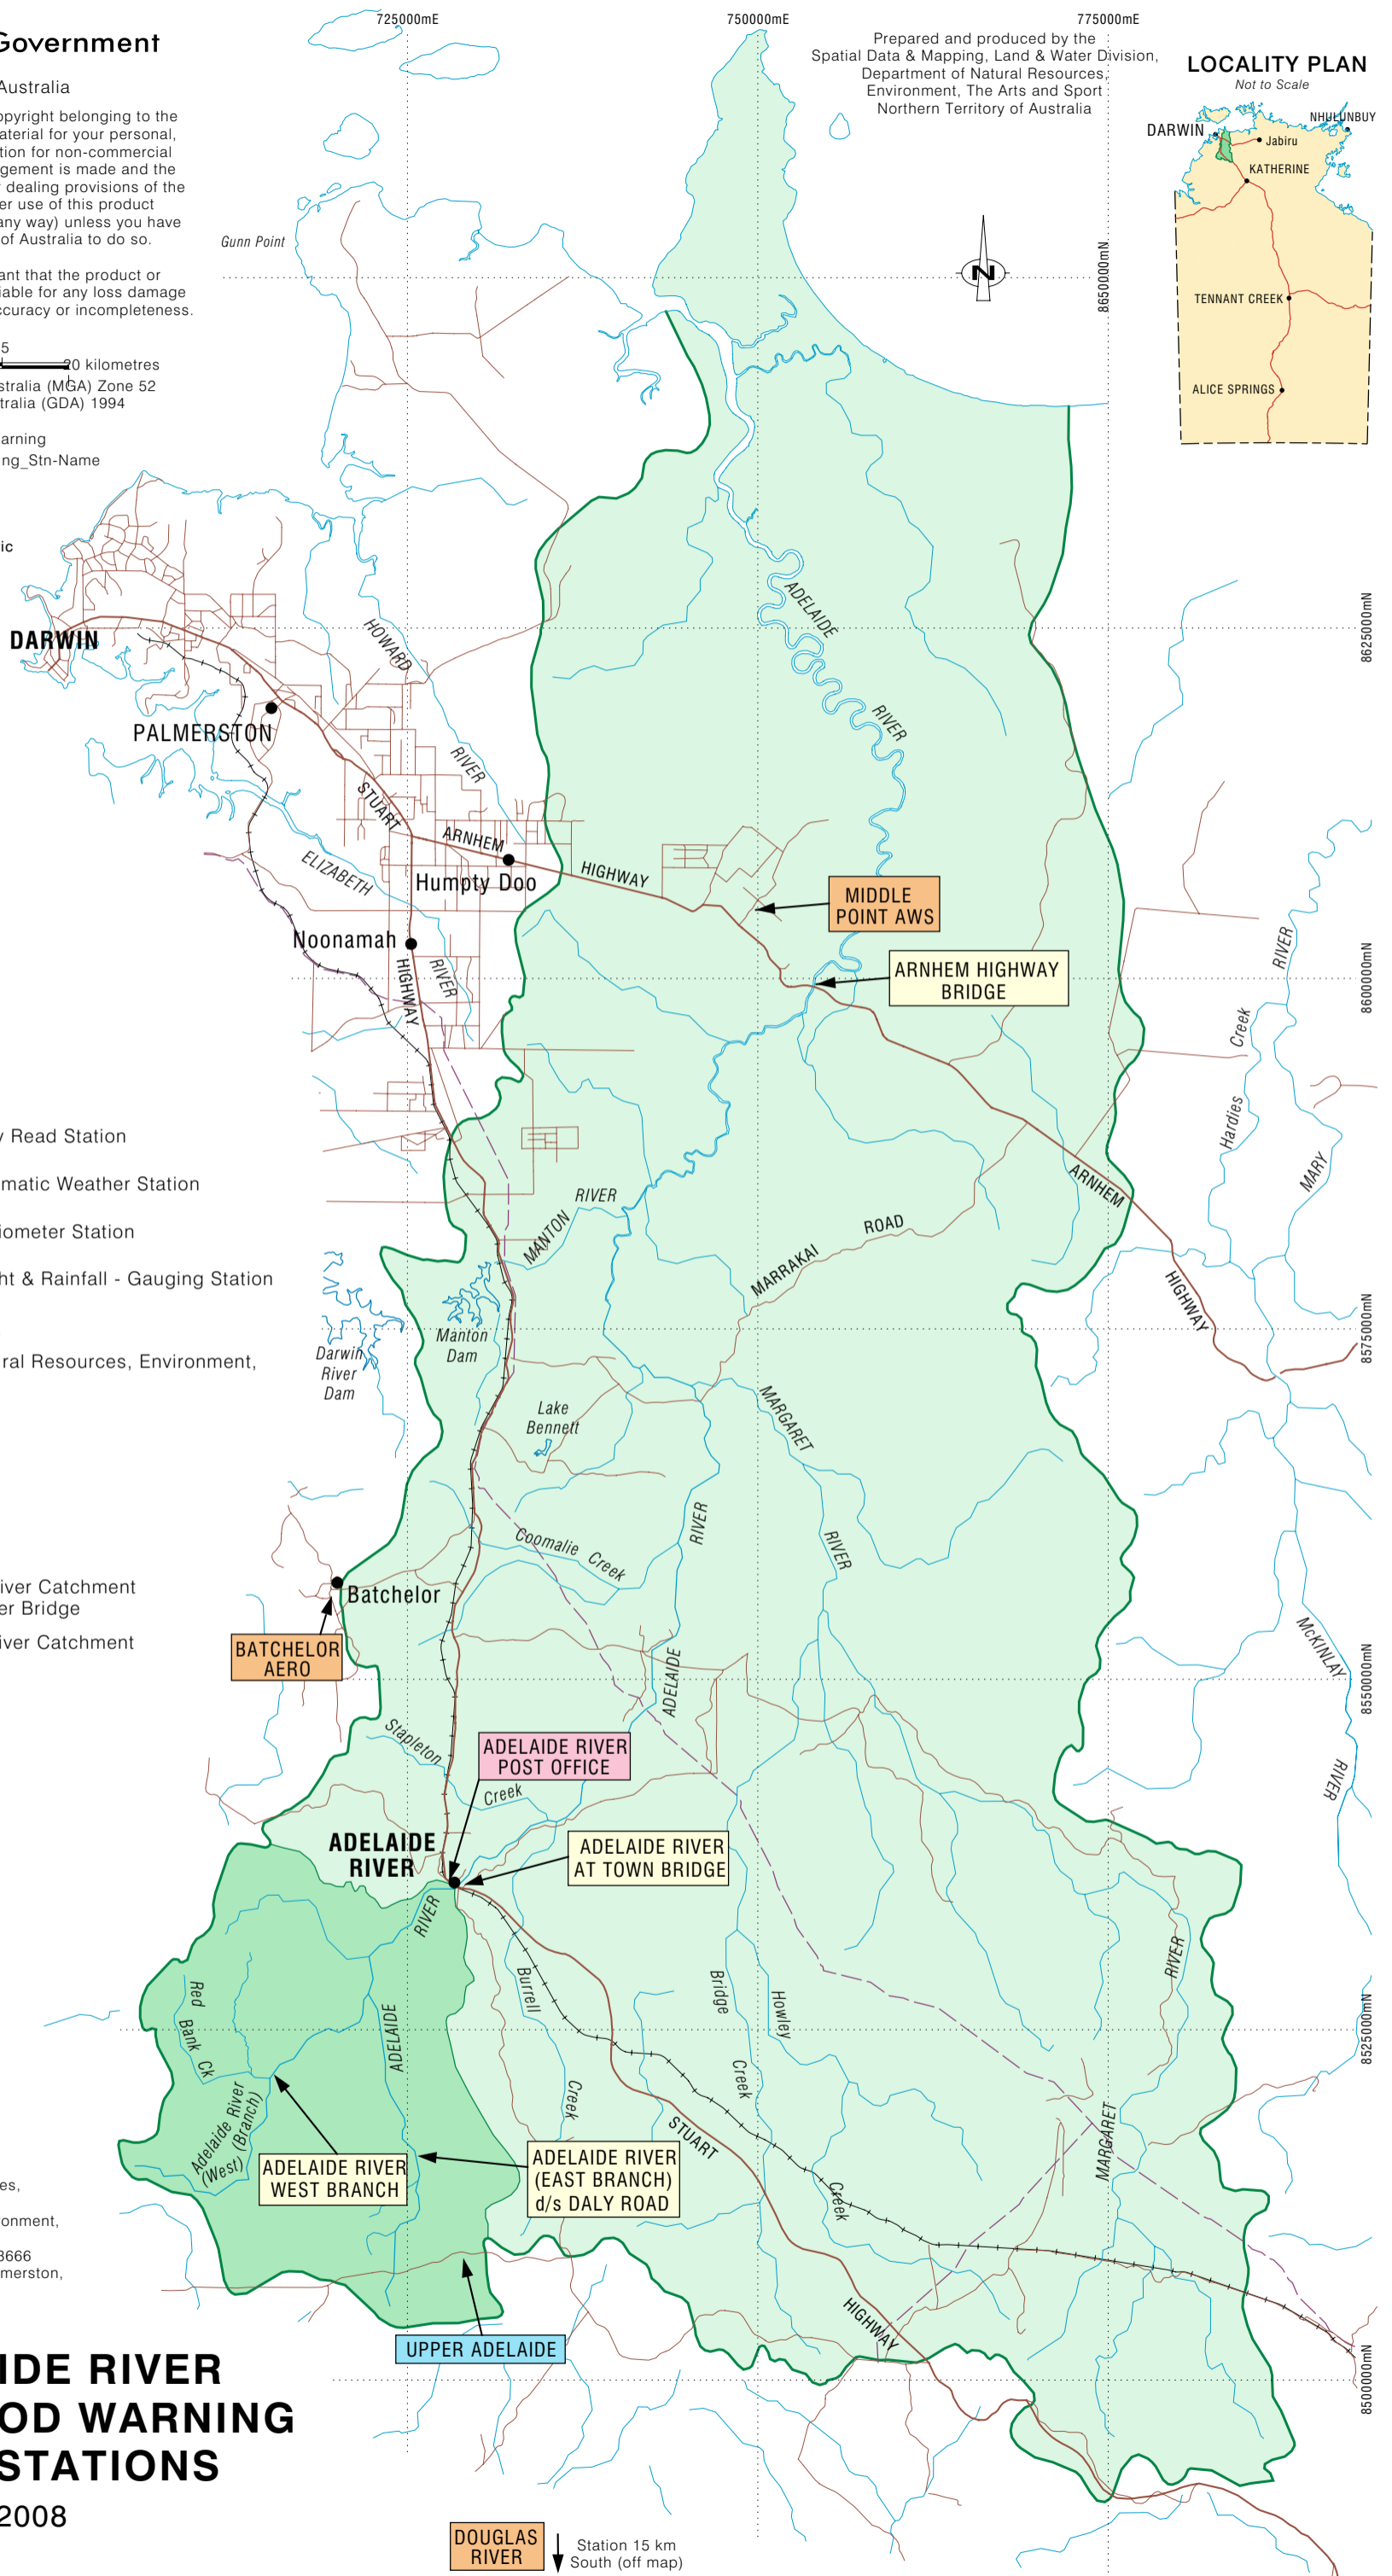 Government
Australia
opyright belonging to the
aterial for your personal,
tion for non-commercial
gement is made and the
r dealing provisions of the
er use of this product
any way) unless you have
of Australia to do so.
ant that the product or
iable for any loss damage
ccuracy or incompleteness.
5
20 kilometres
stralia (MGA) Zone 52
tralia (GDA) 1994
arning
ng_Stn-Name
ic
725000mE
750000mE
775000mE
Prepared and produced by the
Spatial Data & Mapping, Land & Water Division,
Department of Natural Resources,
Environment, The Arts and Sport
Northern Territory of Australia
LOCALITY PLAN
Not to Scale
DARWIN
NHULUNBUY
Jabiru
KATHERINE
TENNANT CREEK
ALICE SPRINGS
Gunn Point
N
8650000mN
8625000mN
DARWIN
HOWARD
RIVER
ADELAIDE
RIVER
PALMERSTON
STUART
HIGHWAY
ARNHEM
HIGHWAY
Humpty Doo
ELIZABETH
RIVER
Noonamah
MIDDLE
POINT AWS
ARNHEM HIGHWAY
BRIDGE
8600000mN
RIVER
Creek
Hardies
MARY
y Read Station
matic Weather Station
iometer Station
ht & Rainfall - Gauging Station
ral Resources, Environment,
MANTON
RIVER
MARRAKAI
ROAD
ARNHEM
HIGHWAY
8575000mN
Manton
Dam
Darwin
River
Dam
Lake
Bennett
MARGARET
RIVER
RIVER
Coomalie Creek
Batchelor
BATCHELOR
AERO
iver Catchment
er Bridge
iver Catchment
ADELAIDE
McKINLAY
RIVER
8550000mN
Stapleton
Creek
ADELAIDE RIVER
POST OFFICE
ADELAIDE
RIVER
ADELAIDE RIVER
AT TOWN BRIDGE
RIVER
Burrell
Creek
Bridge
Creek
Howley
Creek
RIVER
MARGARET
8525000mN
Red
Bank Ck
ADELAIDE
Adelaide River
(West) (Branch)
ADELAIDE RIVER
WEST BRANCH
ADELAIDE RIVER
(EAST BRANCH)
d/s DALY ROAD
STUART
HIGHWAY
UPPER ADELAIDE
8500000mN
es,
onment,
3666
merston,
IDE RIVER
OD WARNING
STATIONS
2008
DOUGLAS
RIVER
Station 15 km
South (off map)